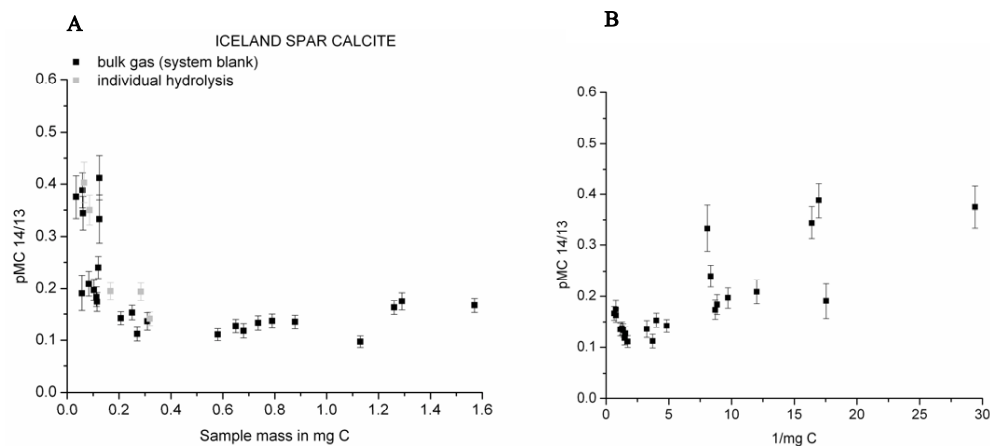 A
ICELAND SPAR CALCITE
bulk gas (system blank)
individual hydrolysis
0.6
0.5
0.4
0.3
0.2
0.1
0.0
pMC 14/13
0.0 0.2 0.4 0.6 0.8 1.0 1.2 1.4 1.6
Sample mass in mg C
B
0.6
0.5
0.4
0.3
0.2
0.1
0.0
pMC 14/13
0 5 10 15 20 25 30
1/mg C